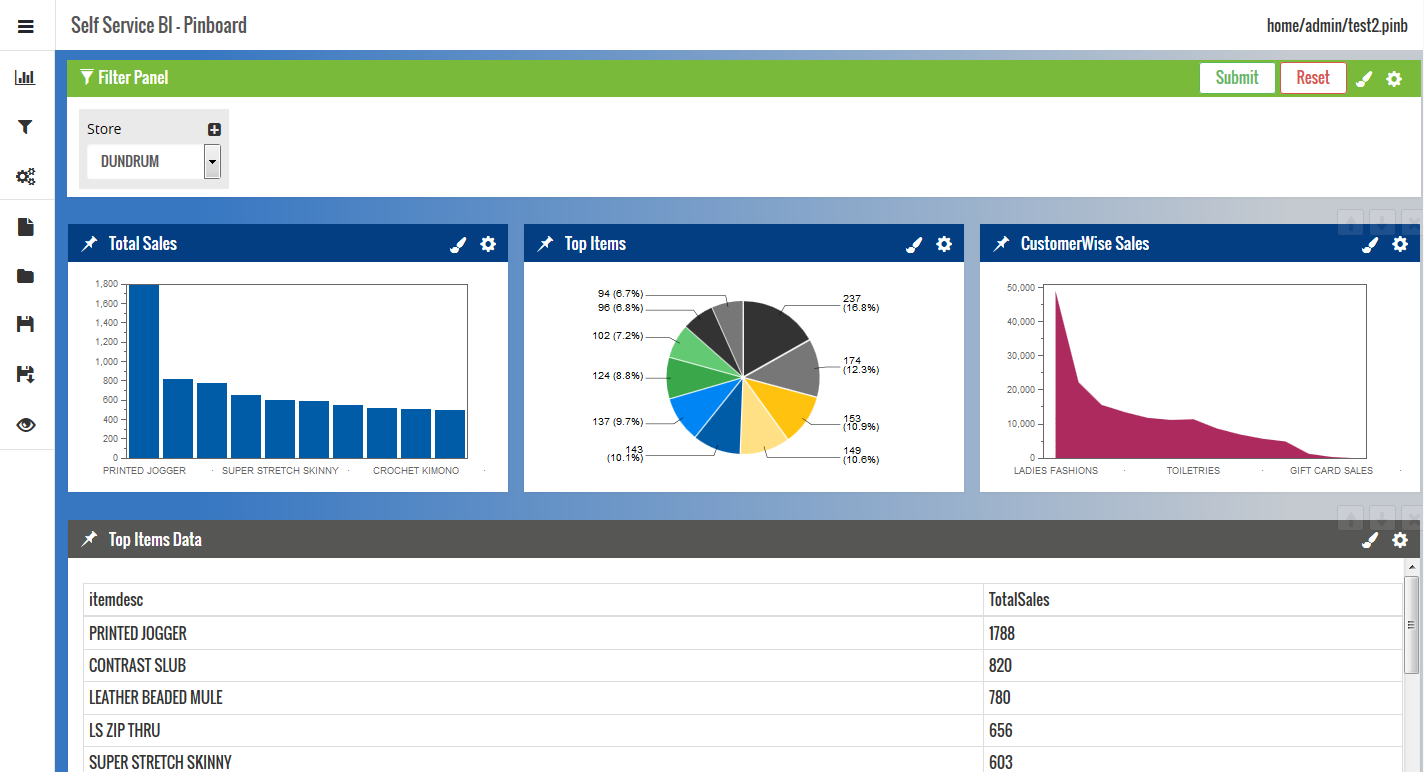 Self Service BI - Pinboard
home/admin/test2.pinb
Filter Panel
Submit
Reset
Store
DUNDRUM
Total Sales
1,800
1,600
1,400
1,200
1,000
800
600
400
200
0
PRINTED JOGGER
SUPER STRETCH SKINNY
CROCHET KIMONO
Top Items
94 (6.7%)
96 (6.8%)
102 (7.2%)
124 (8.8%)
137 (9.7%)
143
(10.1%)
237
(16.8%)
174
(12.3%)
153
(10.9%)
149
(10.6%)
CustomerWise Sales
50,000
40,000
30,000
20,000
10,000
0
LADIES FASHIONS
TOILETRIES
GIFT CARD SALES
Top Items Data
itemdesc
TotalSales
PRINTED JOGGER
1788
CONTRAST SLUB
820
LEATHER BEADED MULE
780
LS ZIP THRU
656
SUPER STRETCH SKINNY
603